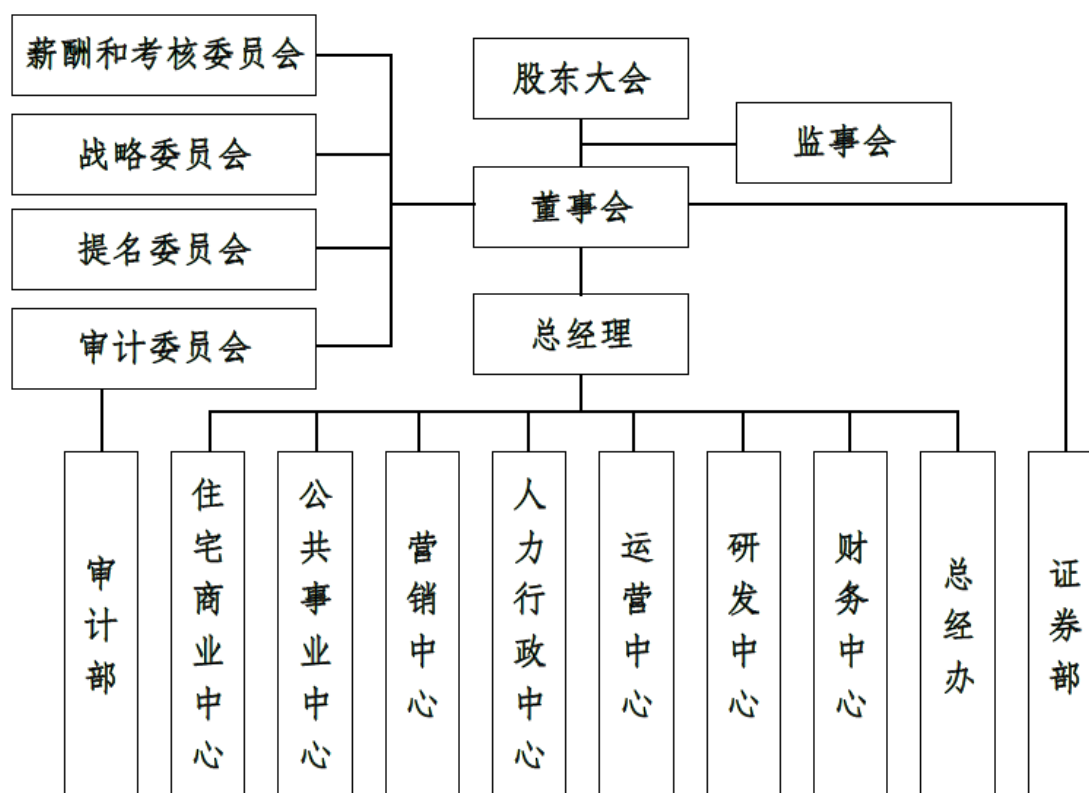 薪酬和考核委员会
股东大会
监事会
战略委员会
董事会
提名委员会
总经理
审计委员会
审计部
住宅商业中心
公共事业中心
营销中心
人力行政中心
运营中心
研发中心
财务中心
总经办
证券部